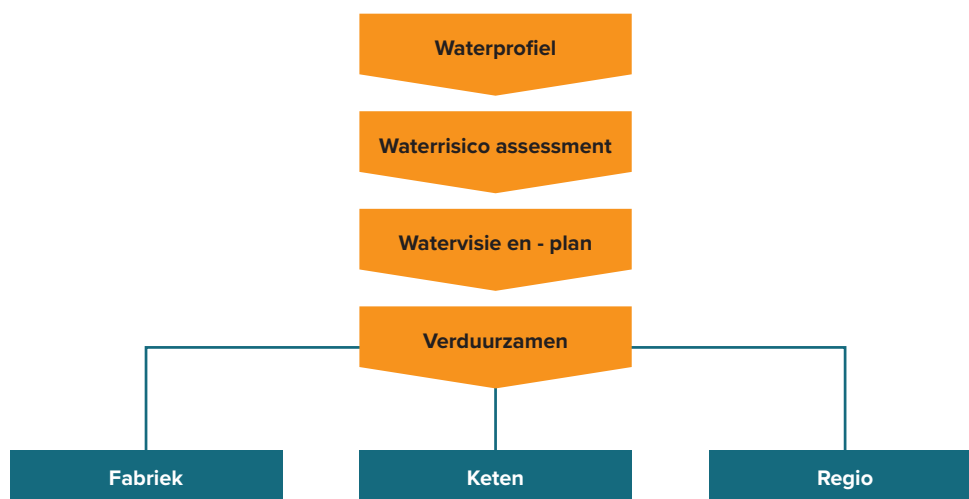 Waterprofiel
Waterrisico assessment
Watervisie en - plan
Verduurzamen
Fabriek
Keten
Regio